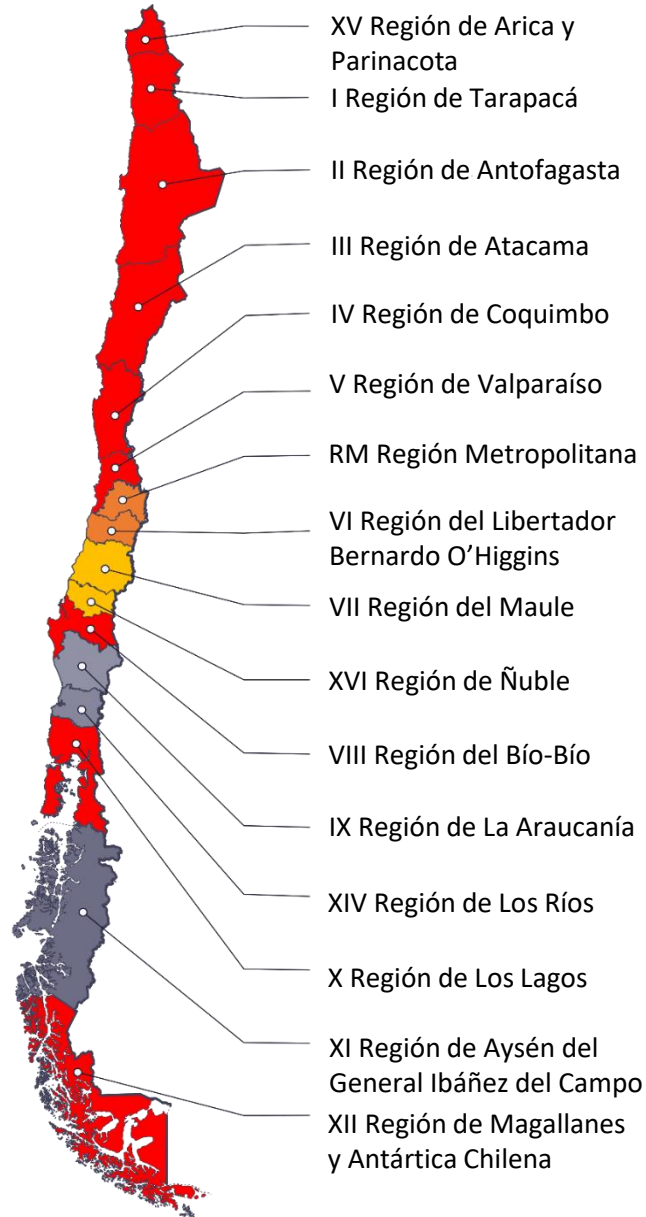 XV Región de Arica y
Parinacota
I Región de Tarapacá
II Región de Antofagasta
III Región de Atacama
IV Región de Coquimbo
V Región de Valparaíso
RM Región Metropolitana
VI Región del Libertador
Bernardo O’Higgins
VII Región del Maule
XVI Región de Ñuble
VIII Región del Bío-Bío
IX Región de La Araucanía
XIV Región de Los Ríos
X Región de Los Lagos
XI Región de Aysén del
General Ibáñez del Campo
XII Región de Magallanes
y Antártica Chilena